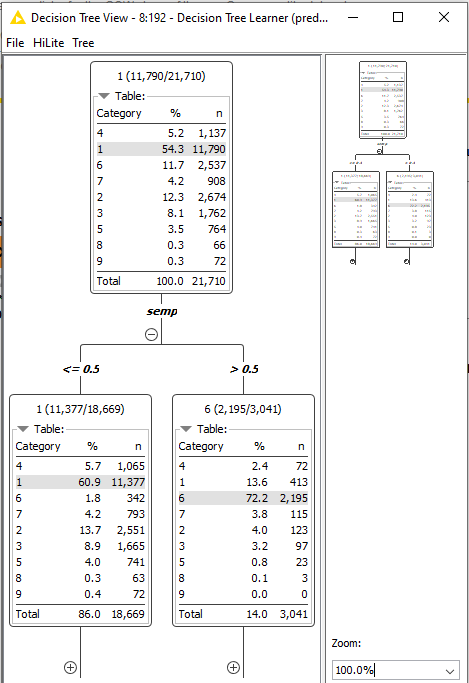 Decision Tree View - 8:192 - Decision Tree Learner (pred...
File HiLite Tree
1 (11,790/21,710)
Table:
Category % n
4 5.2 1,137
1 54.3 11,790
6 11.7 2,537
7 4.2 908
2 12.3 2,674
3 8.1 1,762
5 3.5 764
8 0.3 66
9 0.3 72
Total 100.0 21,710
semp
<= 0.5
> 0.5
1 (11,377/18,669)
Table:
Category % n
4 5.7 1,065
1 60.9 11,377
6 1.8 342
7 4.2 793
2 13.7 2,551
3 8.9 1,665
5 4.0 741
8 0.3 63
9 0.4 72
Total 86.0 18,669
6 (2,195/3,041)
Table:
Category % n
4 2.4 72
1 13.6 413
6 72.2 2,195
7 3.8 115
2 4.0 123
3 3.2 97
5 0.8 23
8 0.1 3
9 0.0 0
Total 14.0 3,041
Zoom:
100.0%